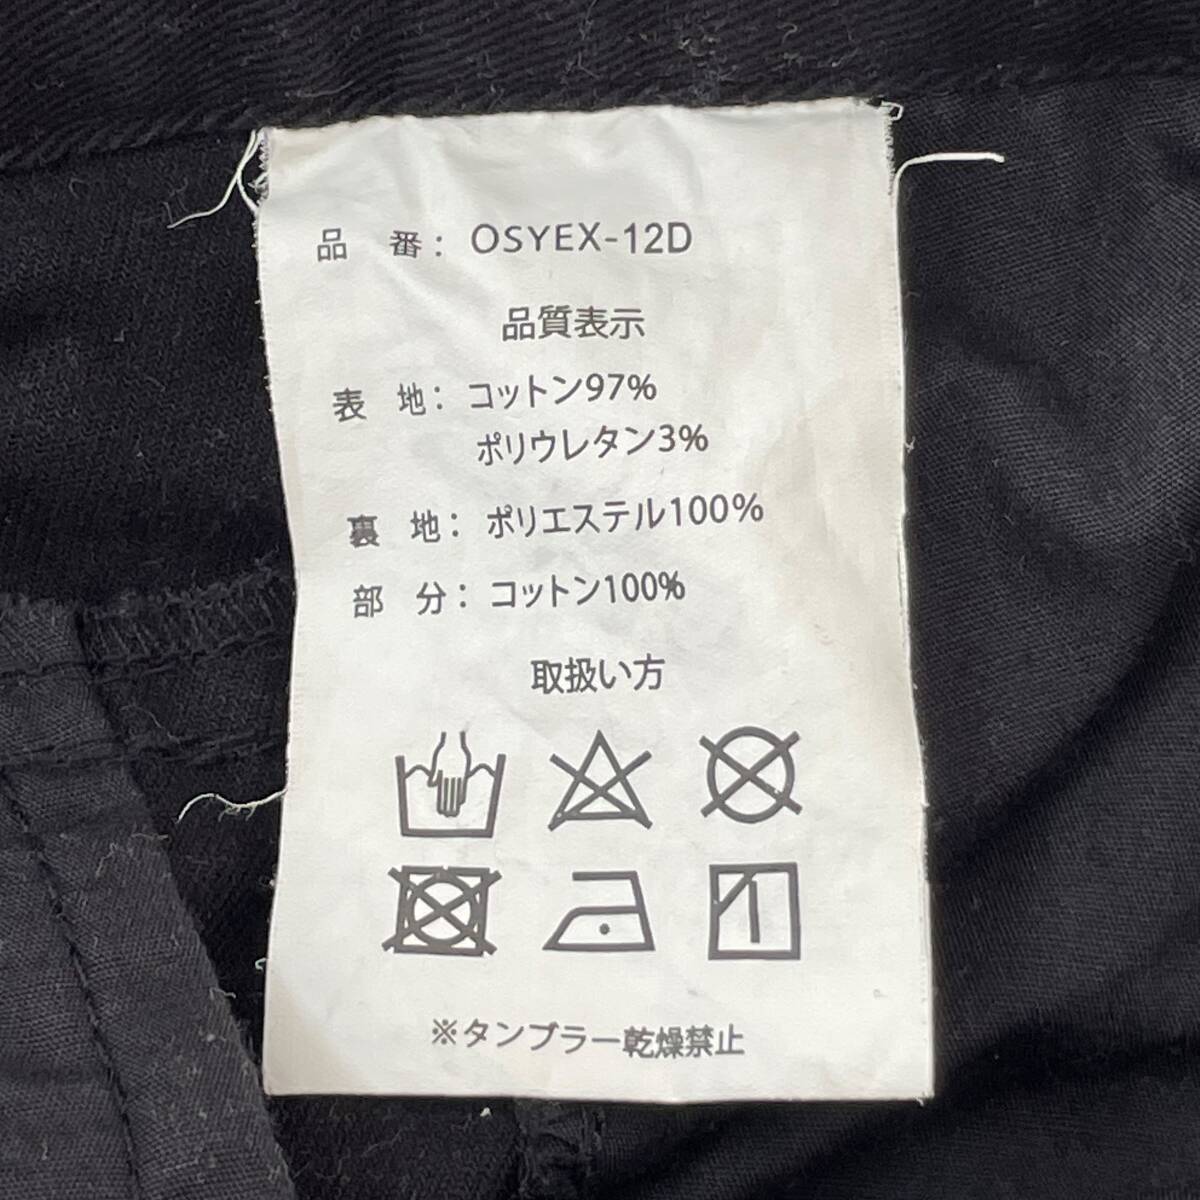 品 番： OSYEX-12D
品質表示
表 地： コットン97%
ポリウレタン3%
裏 地： ポリエステル100%
部 分： コットン100%
取扱い方
※タンブラー乾燥禁止